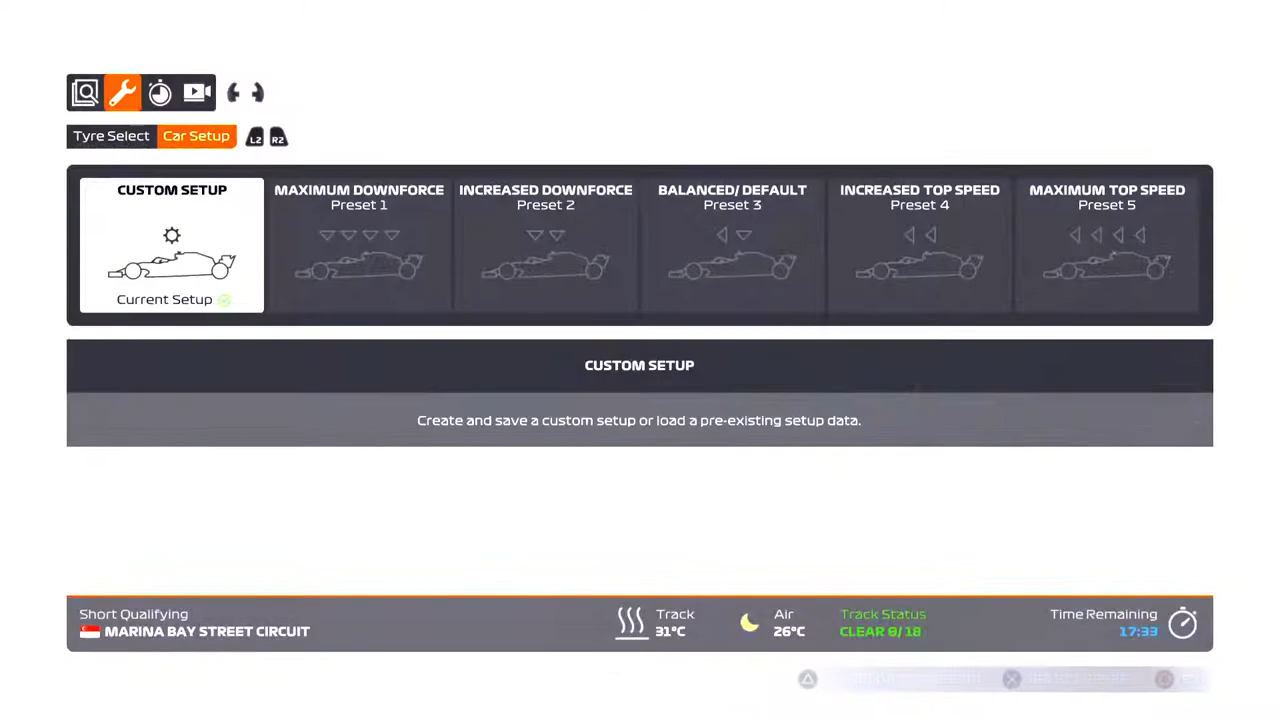 Tyre Select
Car Setup
L2 R2
CUSTOM SETUP
Current Setup
MAXIMUM DOWNFORCE
Preset 1
INCREASED DOWNFORCE
Preset 2
BALANCED/ DEFAULT
Preset 3
INCREASED TOP SPEED
Preset 4
MAXIMUM TOP SPEED
Preset 5
CUSTOM SETUP
Create and save a custom setup or load a pre-existing setup data.
Short Qualifying
MARINA BAY STREET CIRCUIT
Track
31°C
Air
26°C
Track Status
CLEAR 0/18
Time Remaining
17:33